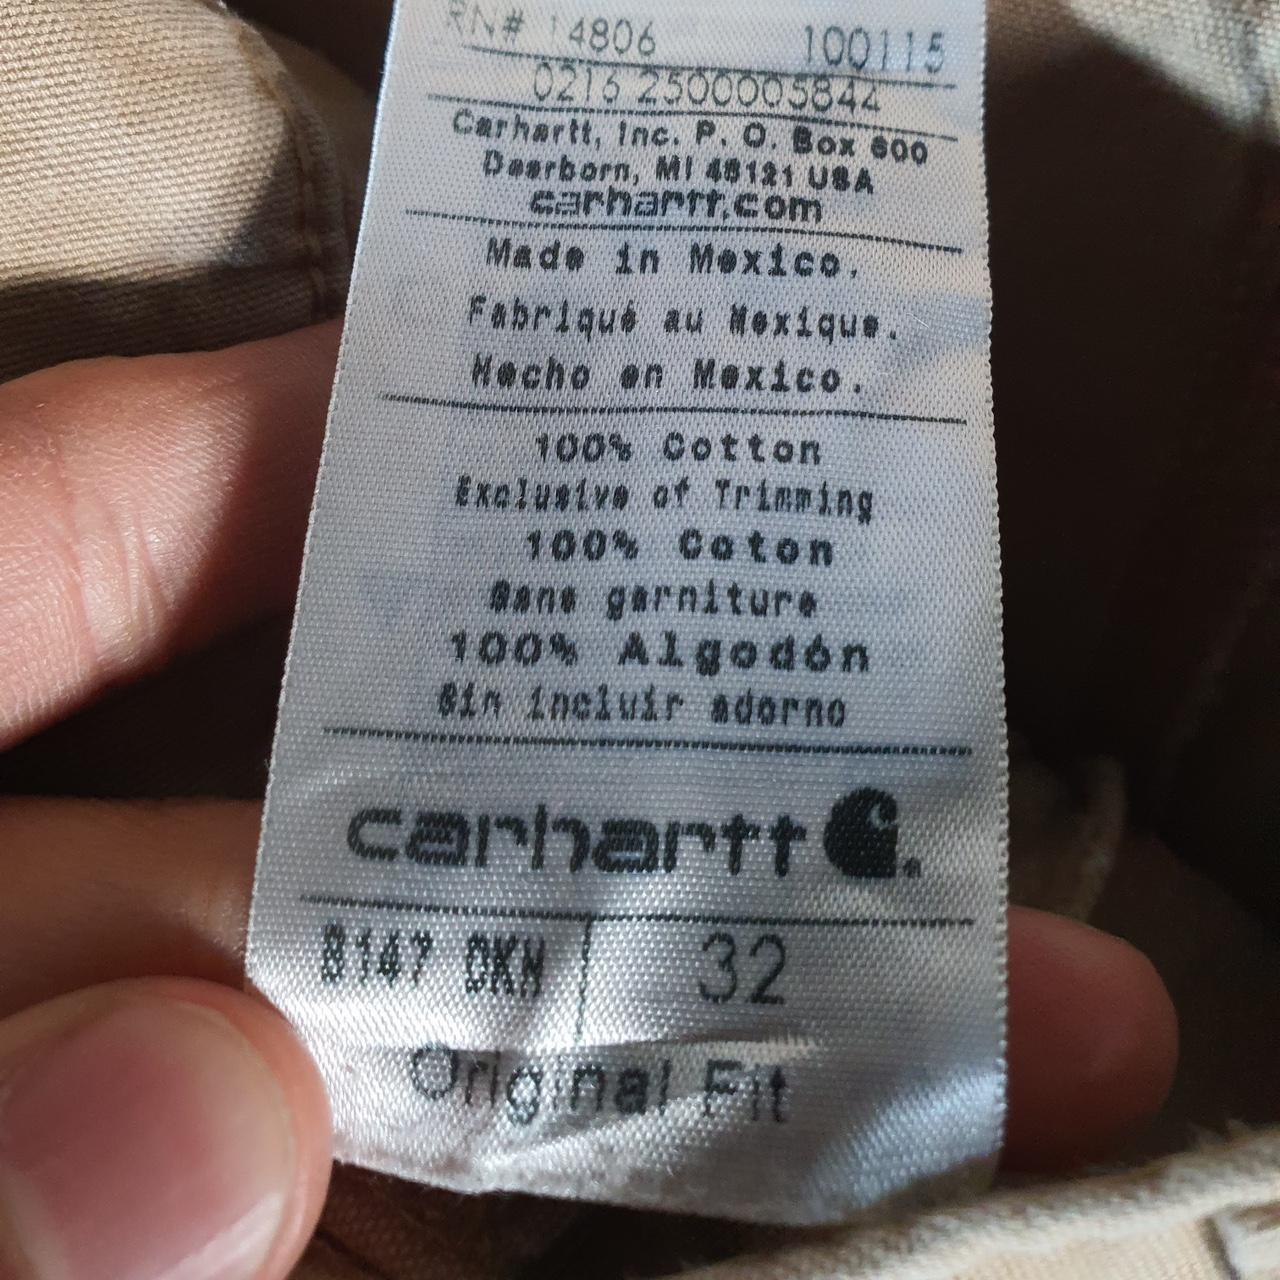 RN# 14806 100115
0216 2500005844
Carhartt, Inc. P. O. Box 600
Dearborn, MI 48121 USA
carhartt.com
Made in Mexico.
Fabriqué au Mexique.
Hecho en Mexico.
100% Cotton
Exclusive of Trimming
100% Coton
Sans garniture
100% Algodón
Sin incluir adorno
carhartt
B147 DKH 32
Original Fit